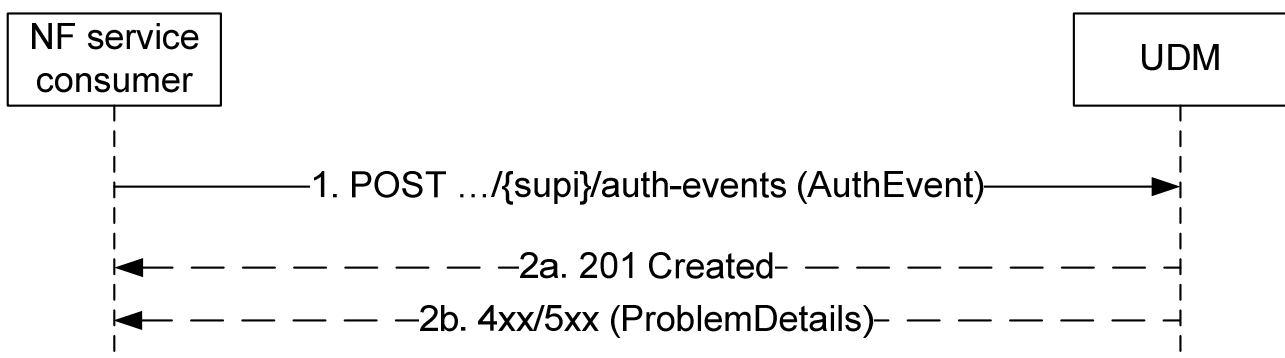 NF service
consumer
UDM
1. POST …/{supi}/auth-events (AuthEvent)
2a. 201 Created
2b. 4xx/5xx (ProblemDetails)